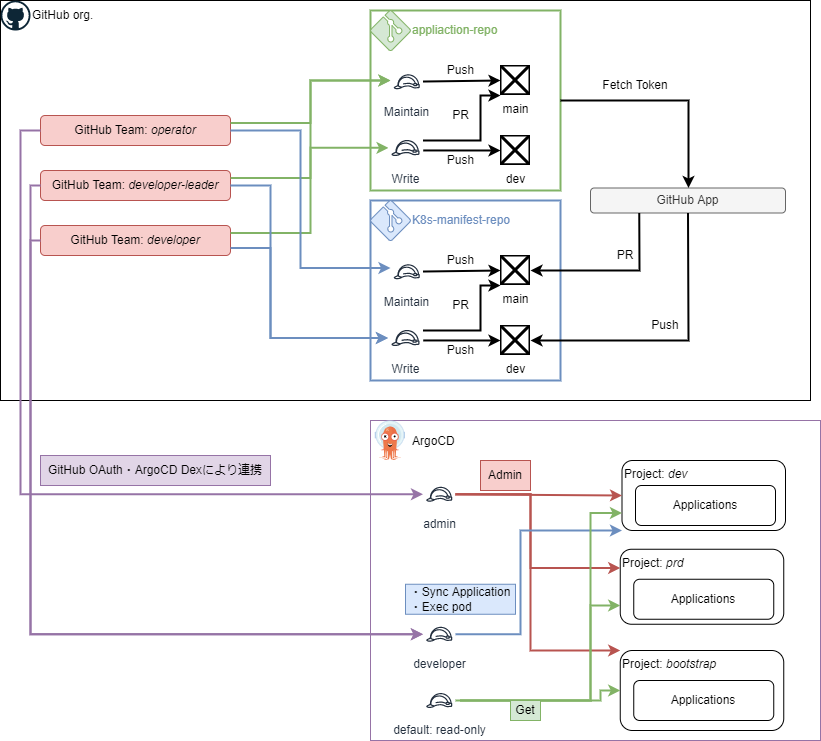 GitHub org.
appliaction-repo
Push
Maintain
main
PR
Write
Push
dev
Fetch Token
GitHub Team: operator
GitHub Team: developer-leader
GitHub Team: developer
GitHub App
K8s-manifest-repo
Push
Maintain
main
PR
Write
Push
dev
PR
Push
GitHub OAuth・ArgoCD Dexにより連携
ArgoCD
Admin
admin
・Sync Application
・Exec pod
developer
default: read-only
Get
Project: dev
Applications
Project: prd
Applications
Project: bootstrap
Applications